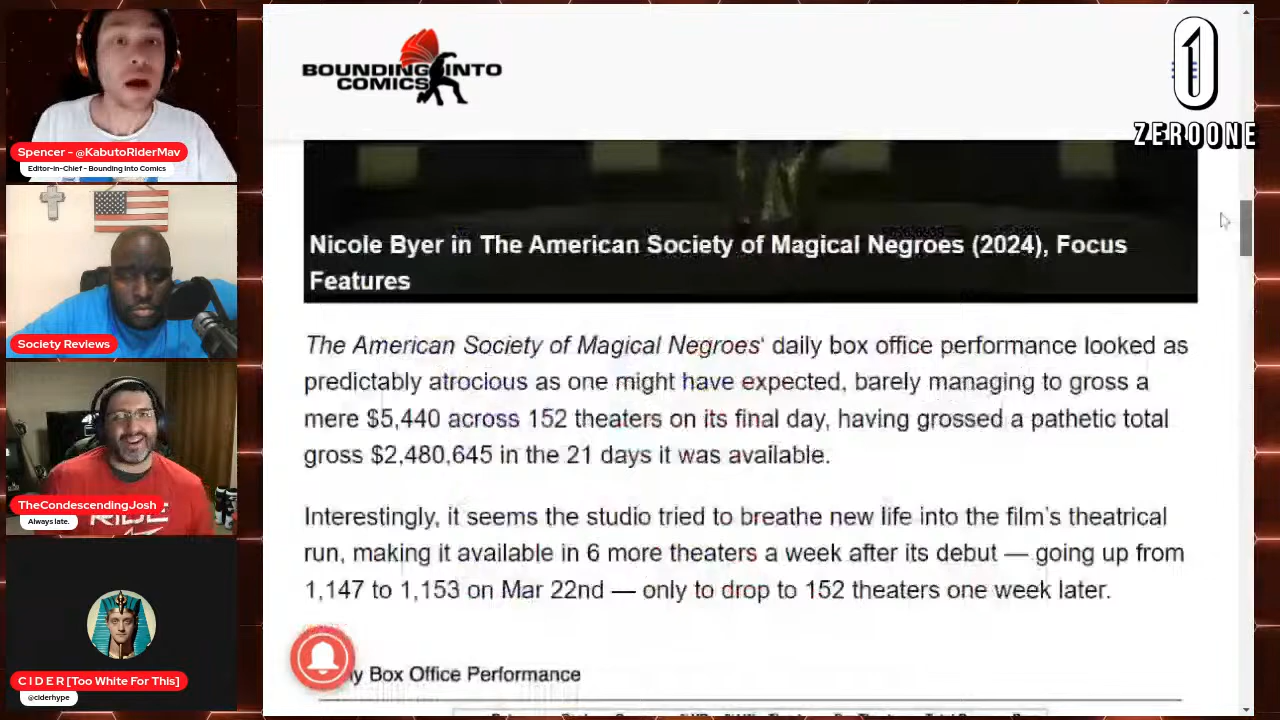 Spencer - @KabutoRiderMav
Editor-in-Chief - Bounding Into Comics
Society Reviews
TheCondescendingJosh
Always late.
C I D E R [Too White For This]
@ciderhype
BOUNDING INTO
COMICS
1
ZEROONE
Nicole Byer in The American Society of Magical Negroes (2024), Focus
Features
The American Society of Magical Negroes‘ daily box office performance looked as
predictably atrocious as one might have expected, barely managing to gross a
mere $5,440 across 152 theaters on its final day, having grossed a pathetic total
gross $2,480,645 in the 21 days it was available.
Interestingly, it seems the studio tried to breathe new life into the film's theatrical
run, making it available in 6 more theaters a week after its debut — going up from
1,147 to 1,153 on Mar 22nd — only to drop to 152 theaters one week later.
Box Office Performance